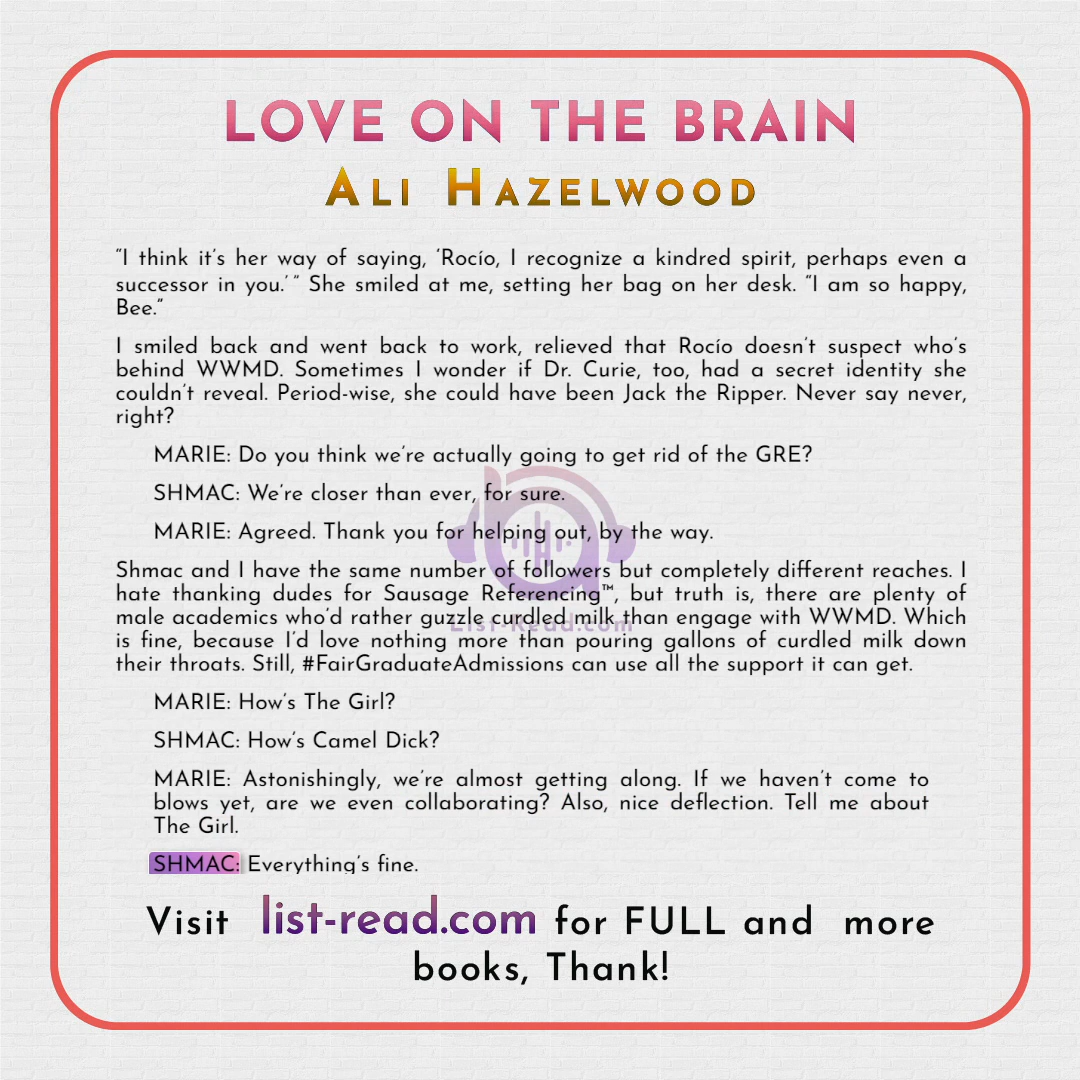 LOVE ON THE BRAIN
ALI HAZELWOOD
“I think it’s her way of saying, ‘Rocío, I recognize a kindred spirit, perhaps even a
successor in you.’ ” She smiled at me, setting her bag on her desk. “I am so happy,
Bee.”
I smiled back and went back to work, relieved that Rocío doesn’t suspect who’s
behind WWMD. Sometimes I wonder if Dr. Curie, too, had a secret identity she
couldn’t reveal. Period-wise, she could have been Jack the Ripper. Never say never,
right?
MARIE: Do you think we’re actually going to get rid of the GRE?
SHMAC: We’re closer than ever, for sure.
MARIE: Agreed. Thank you for helping out, by the way.
Shmac and I have the same number of followers but completely different reaches. I
hate thanking dudes for Sausage Referencing™, but truth is, there are plenty of
male academics who’d rather guzzle curdled milk than engage with WWMD. Which
List-Read.com
is fine, because I’d love nothing more than pouring gallons of curdled milk down
their throats. Still, #FairGraduateAdmissions can use all the support it can get.
MARIE: How’s The Girl?
SHMAC: How’s Camel Dick?
MARIE: Astonishingly, we’re almost getting along. If we haven’t come to
blows yet, are we even collaborating? Also, nice deflection. Tell me about
The Girl.
SHMAC: Everything’s fine.
Visit list-read.com for FULL and more
books, Thank!